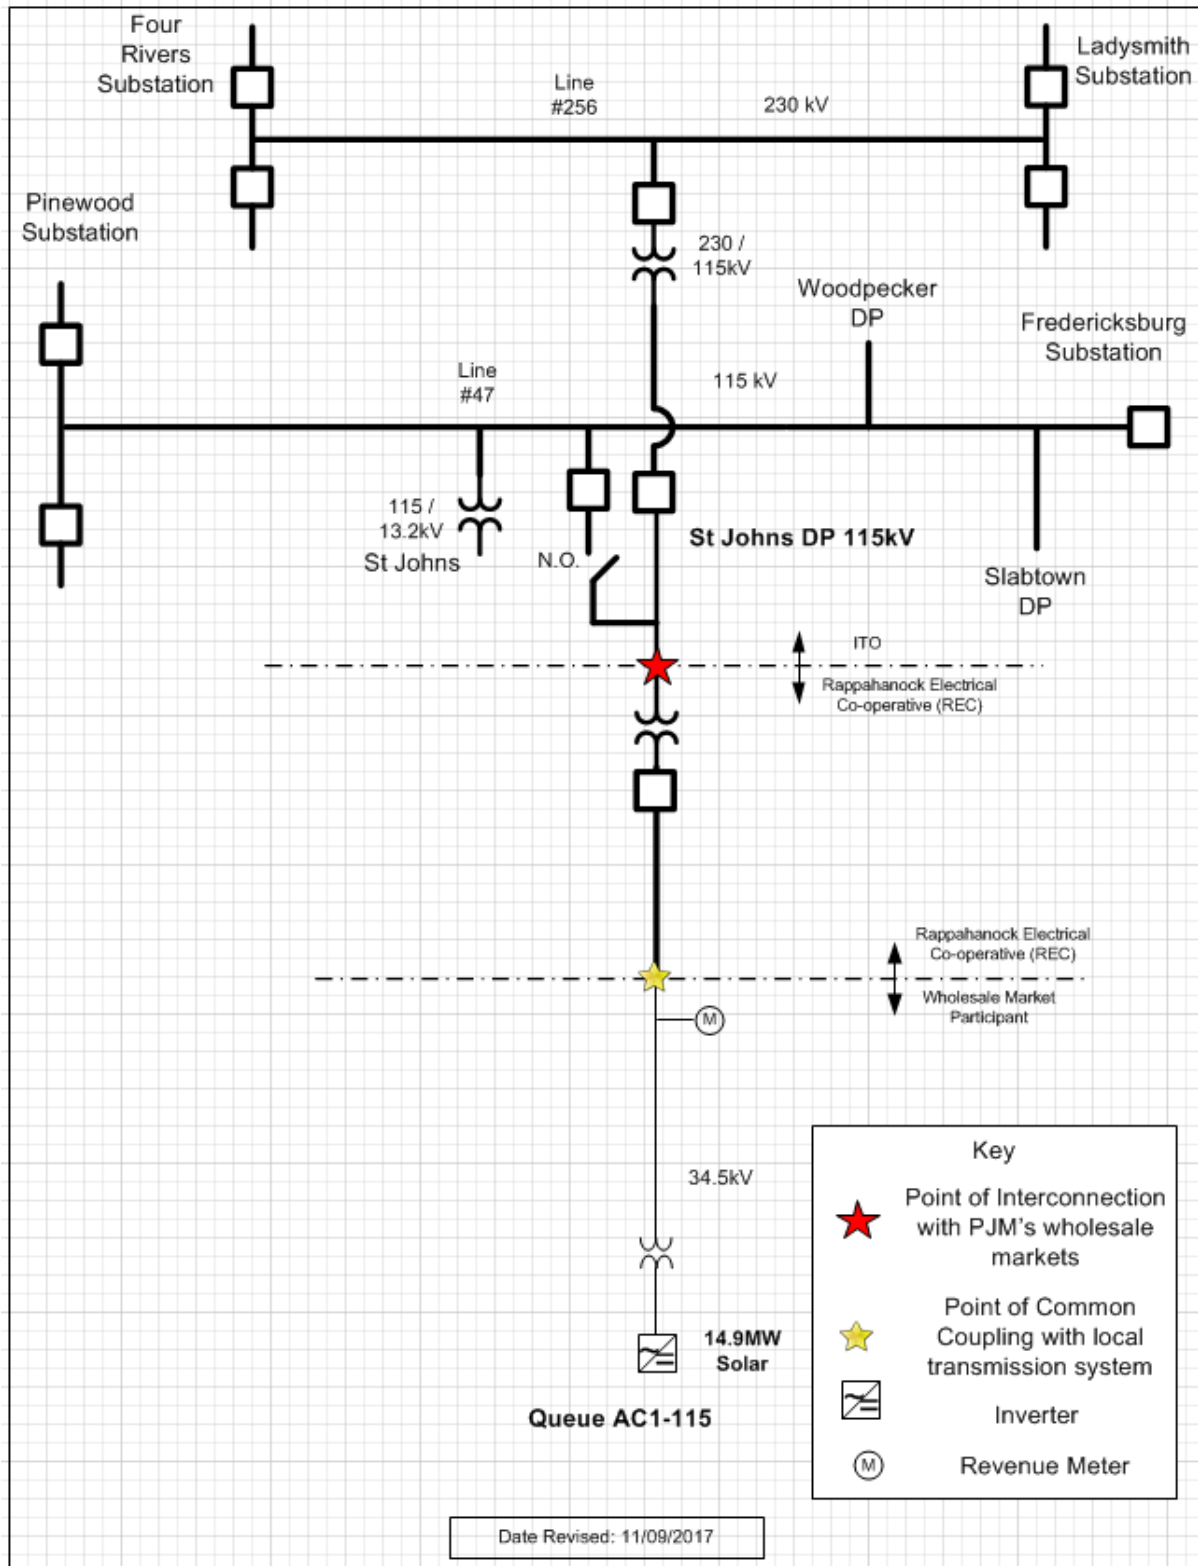 Four
Rivers
Substation
Ladysmith
Substation
Line
#256
230 kV
Pinewood
Substation
230 /
115kV
Woodpecker
DP
Fredericksburg
Substation
Line
#47
115 kV
115 /
13.2kV
St Johns
N.O.
St Johns DP 115kV
Slabtown
DP
ITO
Rappahanock Electrical
Co-operative (REC)
Rappahanock Electrical
Co-operative (REC)
Wholesale Market
Participant
M
34.5kV
14.9MW
Solar
Queue AC1-115
Key
Point of Interconnection
with PJM's wholesale
markets
Point of Common
Coupling with local
transmission system
Inverter
M
Revenue Meter
Date Revised: 11/09/2017